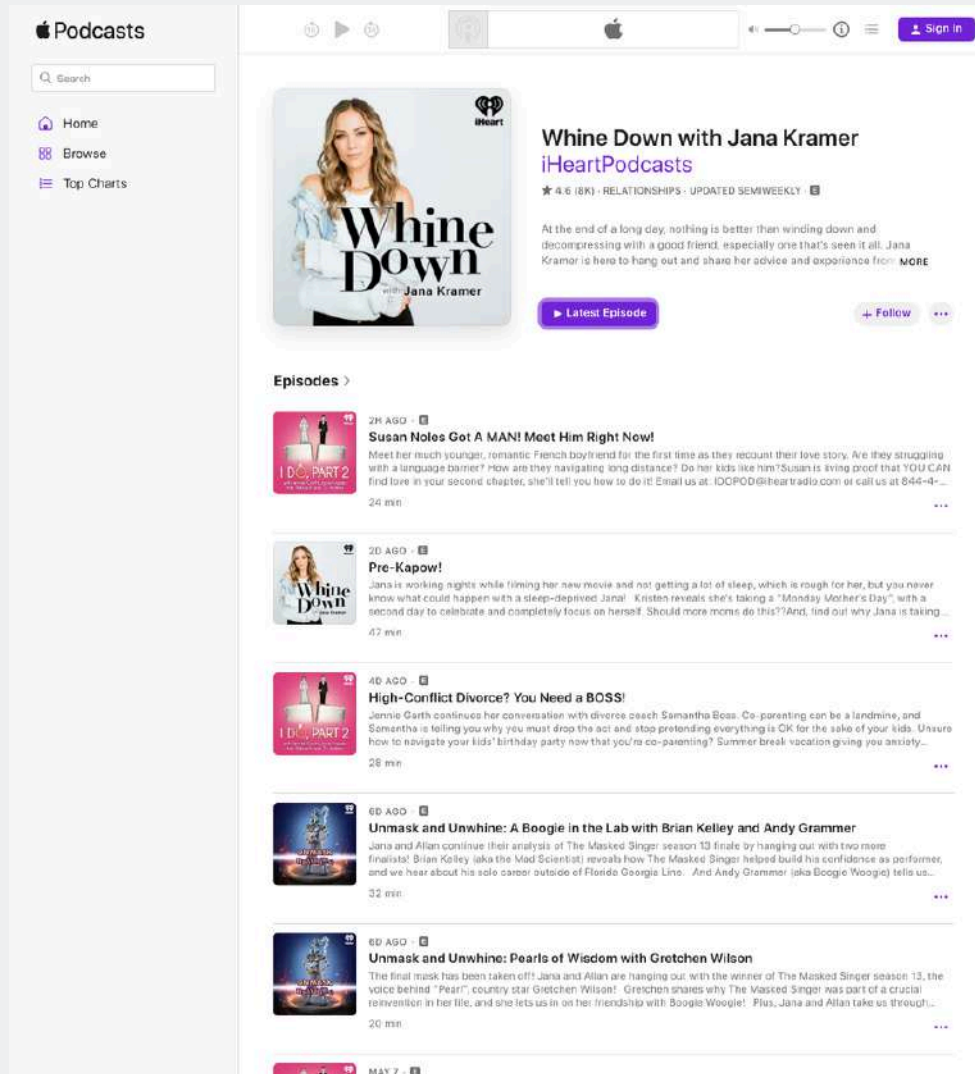 Podcasts
Sign In
Search
Home
Browse
Top Charts
iHeart
Whine
Down
with Jana Kramer
Whine Down with Jana Kramer
iHeartPodcasts
★ 4.6 (8K) · RELATIONSHIPS · UPDATED SEMIWEEKLY · E
At the end of a long day, nothing is better than winding down and
decompressing with a good friend, especially one that's seen it all. Jana
Kramer is here to hang out and share her advice and experience from MORE
Latest Episode
+ Follow
Episodes >
I DO, PART 2
2H AGO · E
Susan Noles Got A MAN! Meet Him Right Now!
Meet her much younger, romantic French boyfriend for the first time as they recount their love story. Are they struggling
with a language barrier? How are they navigating long distance? Do her kids like him?Susan is living proof that YOU CAN
find love in your second chapter, she'll tell you how to do it! Email us at: IDOPOD@iheartradio.com or call us at 844-4-...
24 min
Whine
Down
2D AGO · E
Pre-Kapow!
Jana is working nights while filming her new movie and not getting a lot of sleep, which is rough for her, but you never
know what could happen with a sleep-deprived Jana! Kristen reveals she's taking a "Monday Mother's Day", with a
second day to celebrate and completely focus on herself. Should more moms do this??And, find out why Jana is taking...
47 min
I DO, PART 2
4D AGO · E
High-Conflict Divorce? You Need a BOSS!
Jennie Garth continues her conversation with divorce coach Samantha Boss. Co-parenting can be a landmine, and
Samantha is telling you why you must drop the act and stop pretending everything is OK for the sake of your kids. Unsure
how to navigate your kids' birthday party now that you're co-parenting? Summer break vacation giving you anxiety...
28 min
6D AGO · E
Unmask and Unwhine: A Boogie in the Lab with Brian Kelley and Andy Grammer
Jana and Allan continue their analysis of The Masked Singer season 13 finale by hanging out with two more
finalists! Brian Kelley (aka the Mad Scientist) reveals how The Masked Singer helped build his confidence as performer,
and we hear about his solo career outside of Florida Georgia Line. And Andy Grammer (aka Boogie Woogie) tells us...
32 min
6D AGO · E
Unmask and Unwhine: Pearls of Wisdom with Gretchen Wilson
The final mask has been taken off! Jana and Allan are hanging out with the winner of The Masked Singer season 13, the
voice behind "Pearl", country star Gretchen Wilson! Gretchen shares why The Masked Singer was part of a crucial
reinvention in her life, and she lets us in on her friendship with Boogie Woogie! Plus, Jana and Allan take us through...
20 min
MAY 7 · E